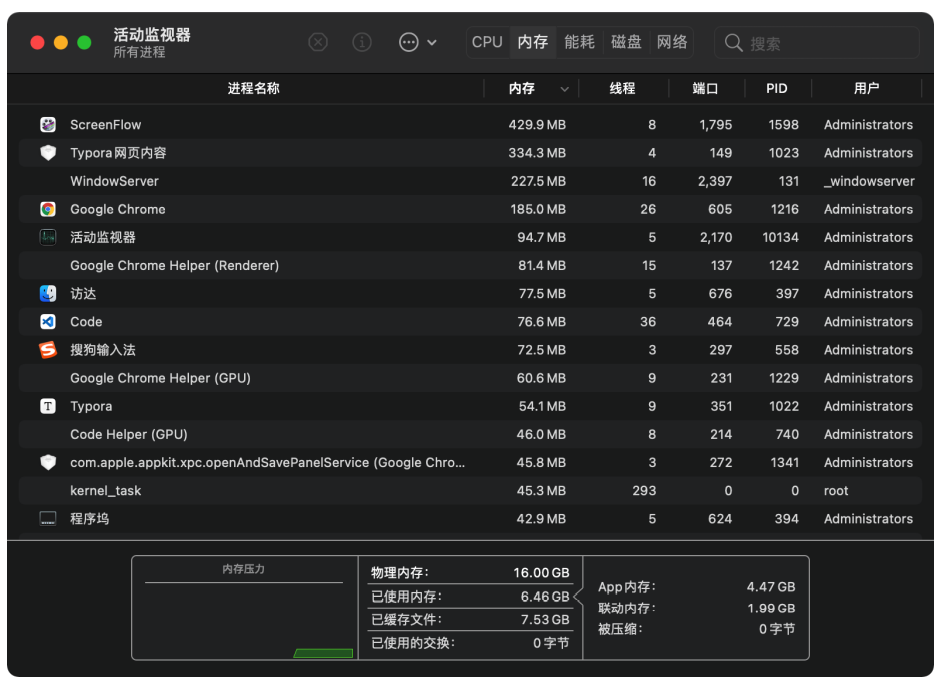 活动监视器
所有进程
CPU 内存 能耗 磁盘 网络 搜索
进程名称 内存 线程 端口 PID 用户
ScreenFlow 429.9 MB 8 1,795 1598 Administrators
Typora网页内容 334.3 MB 4 149 1023 Administrators
WindowServer 227.5 MB 16 2,397 131 _windowserver
Google Chrome 185.0 MB 26 605 1216 Administrators
活动监视器 94.7 MB 5 2,170 10134 Administrators
Google Chrome Helper (Renderer) 81.4 MB 15 137 1242 Administrators
访达 77.5 MB 5 676 397 Administrators
Code 76.6 MB 36 464 729 Administrators
搜狗输入法 72.5 MB 3 297 558 Administrators
Google Chrome Helper (GPU) 60.6 MB 9 231 1229 Administrators
T Typora 54.1 MB 9 351 1022 Administrators
Code Helper (GPU) 46.0 MB 8 214 740 Administrators
com.apple.appkit.xpc.openAndSavePanelService (Google Chro... 45.8 MB 3 272 1341 Administrators
kernel_task 45.3 MB 293 0 0 root
程序坞 42.9 MB 5 624 394 Administrators
内存压力
物理内存: 16.00 GB
已使用内存: 6.46 GB
已缓存文件: 7.53 GB
已使用的交换: 0 字节
App内存: 4.47 GB
联动内存: 1.99 GB
被压缩: 0 字节